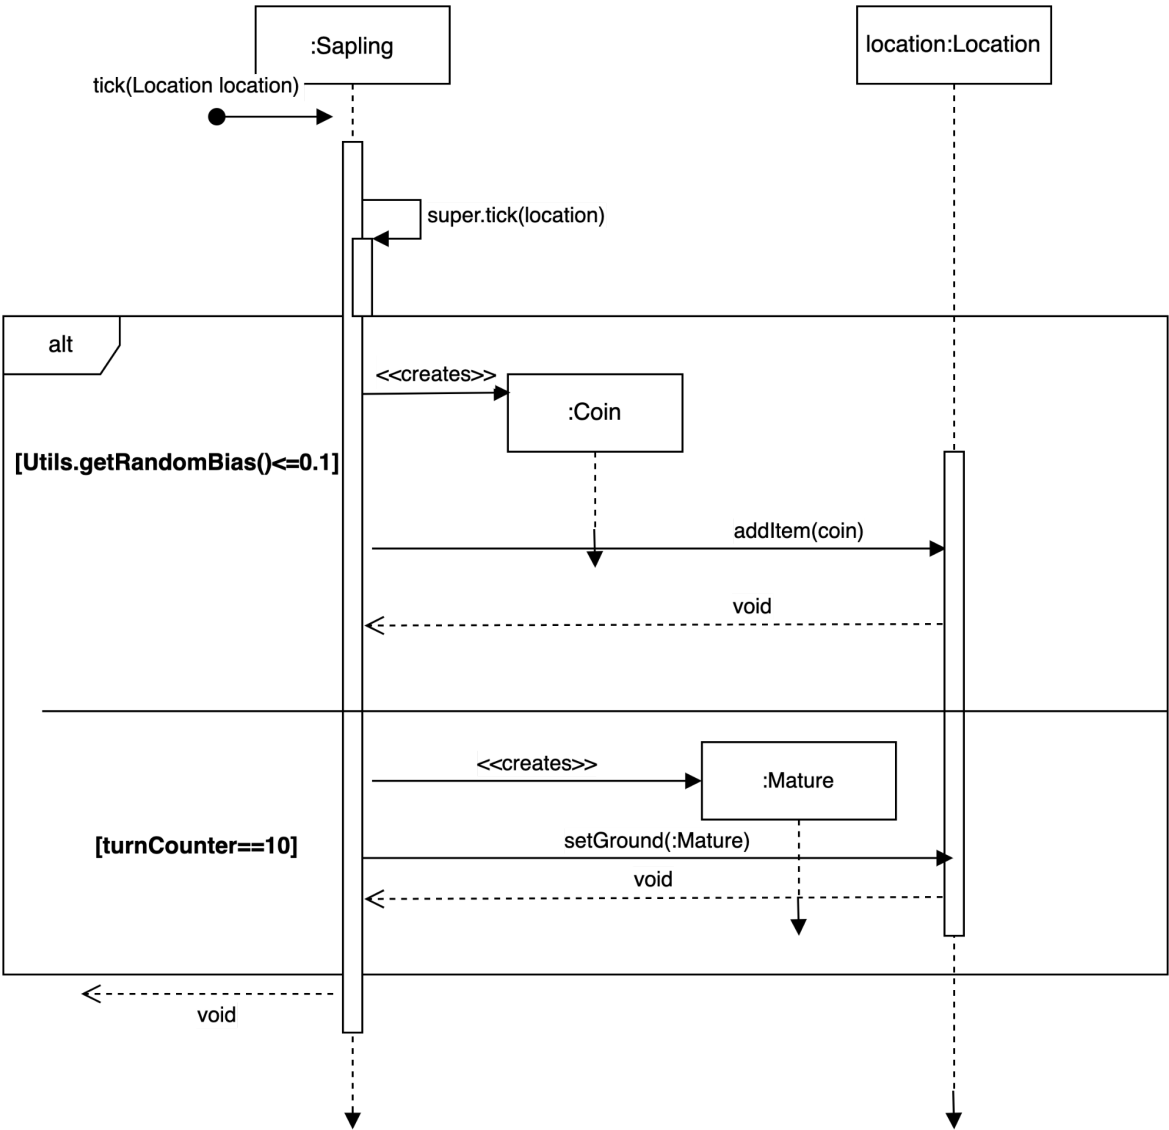 :Sapling
location:Location
tick(Location location)
super.tick(location)
alt
<<creates>>
:Coin
[Utils.getRandomBias()<=0.1]
addItem(coin)
void
<<creates>>
:Mature
[turnCounter==10]
setGround(:Mature)
void
void